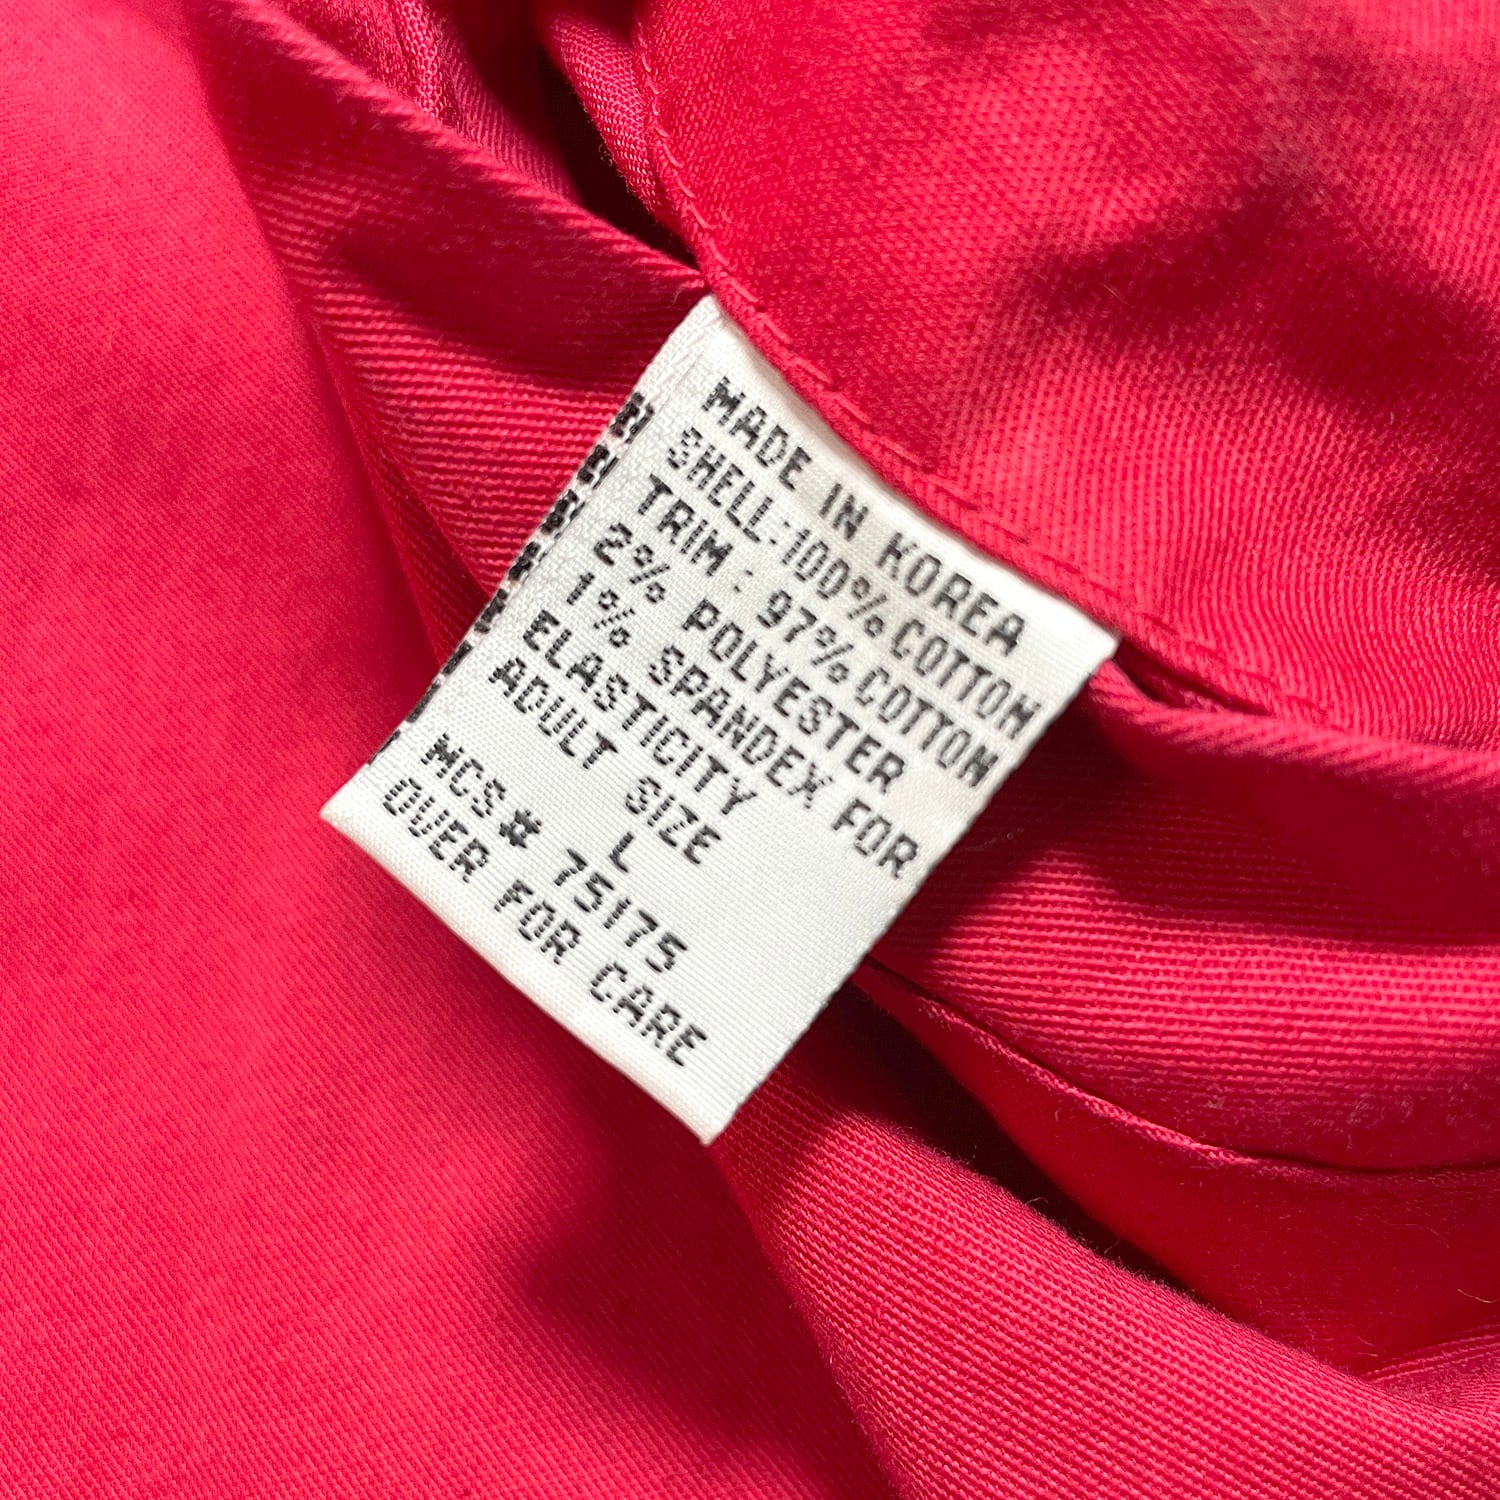 MADE IN KOREA
SHELL:100% COTTON
TRIM : 97% COTTON
2% POLYESTER
1% SPANDEX FOR
ELASTICITY
ADULT SIZE
L
MCS# 75175
OVER FOR CARE